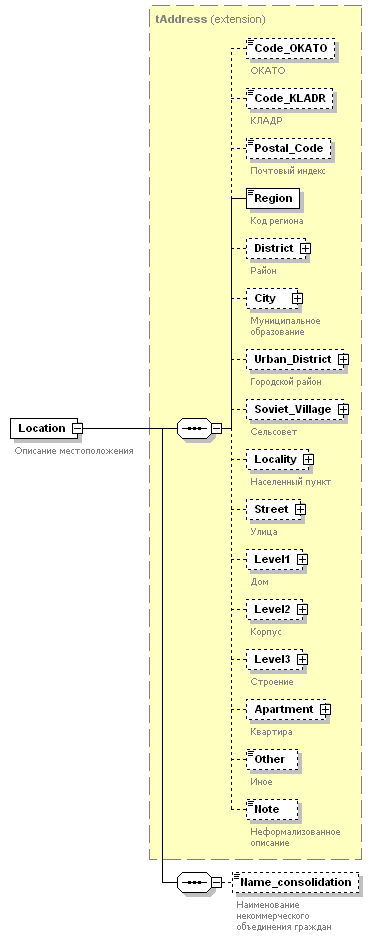 tAddress (extension)
Code_OKATO
ОКАТО
Code_KLADR
КЛАДР
Postal_Code
Почтовый индекс
Region
Код региона
District
Район
City
Муниципальное
образование
Urban_District
Городской район
Soviet_Village
Сельсовет
Location
Описание местоположения
Locality
Населенный пункт
Street
Улица
Level1
Дом
Level2
Корпус
Level3
Строение
Apartment
Квартира
Other
Иное
Note
Неформализованное
описание
Name_consolidation
Наименование
некоммерческого
объединения граждан